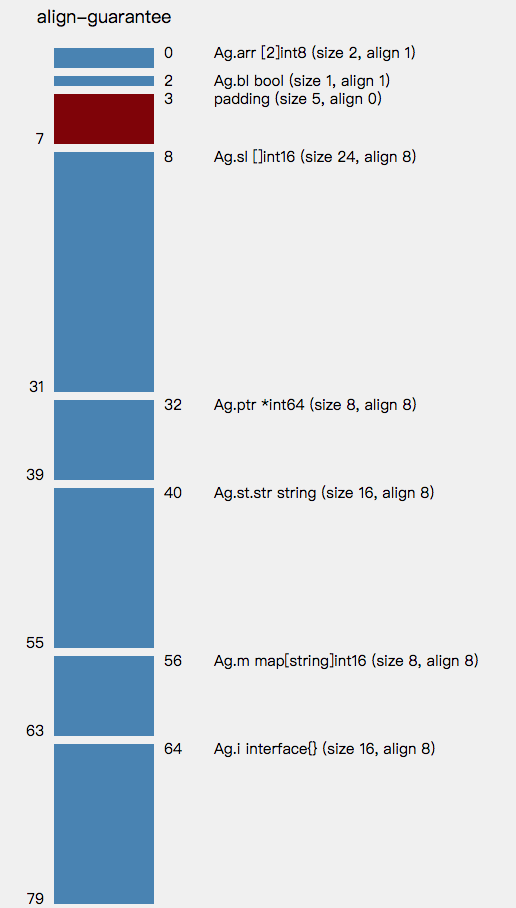 align-guarantee
0 Ag.arr [2]int8 (size 2, align 1)
2 Ag.bl bool (size 1, align 1)
3 padding (size 5, align 0)
7
8 Ag.sl []int16 (size 24, align 8)
31
32 Ag.ptr *int64 (size 8, align 8)
39
40 Ag.st.str string (size 16, align 8)
55
56 Ag.m map[string]int16 (size 8, align 8)
63
64 Ag.i interface{} (size 16, align 8)
79